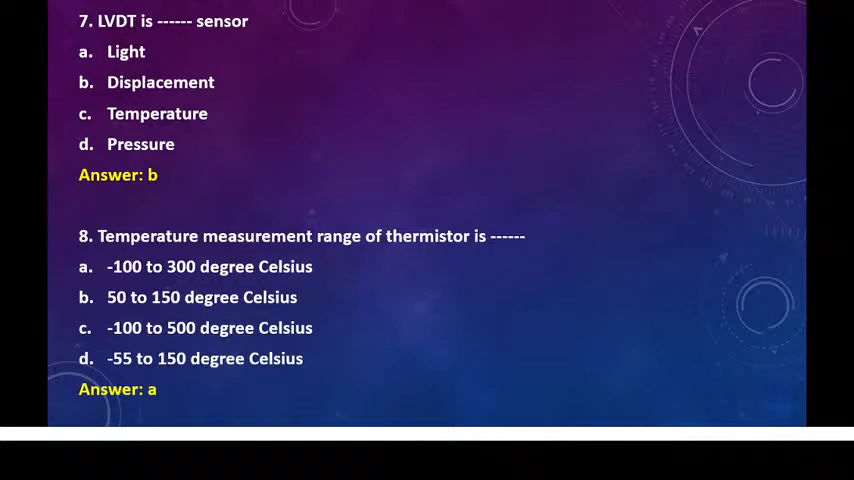 7. LVDT is ------ sensor
a. Light
b. Displacement
c. Temperature
d. Pressure
Answer: b
8. Temperature measurement range of thermistor is ------
a. -100 to 300 degree Celsius
b. 50 to 150 degree Celsius
c. -100 to 500 degree Celsius
d. -55 to 150 degree Celsius
Answer: a